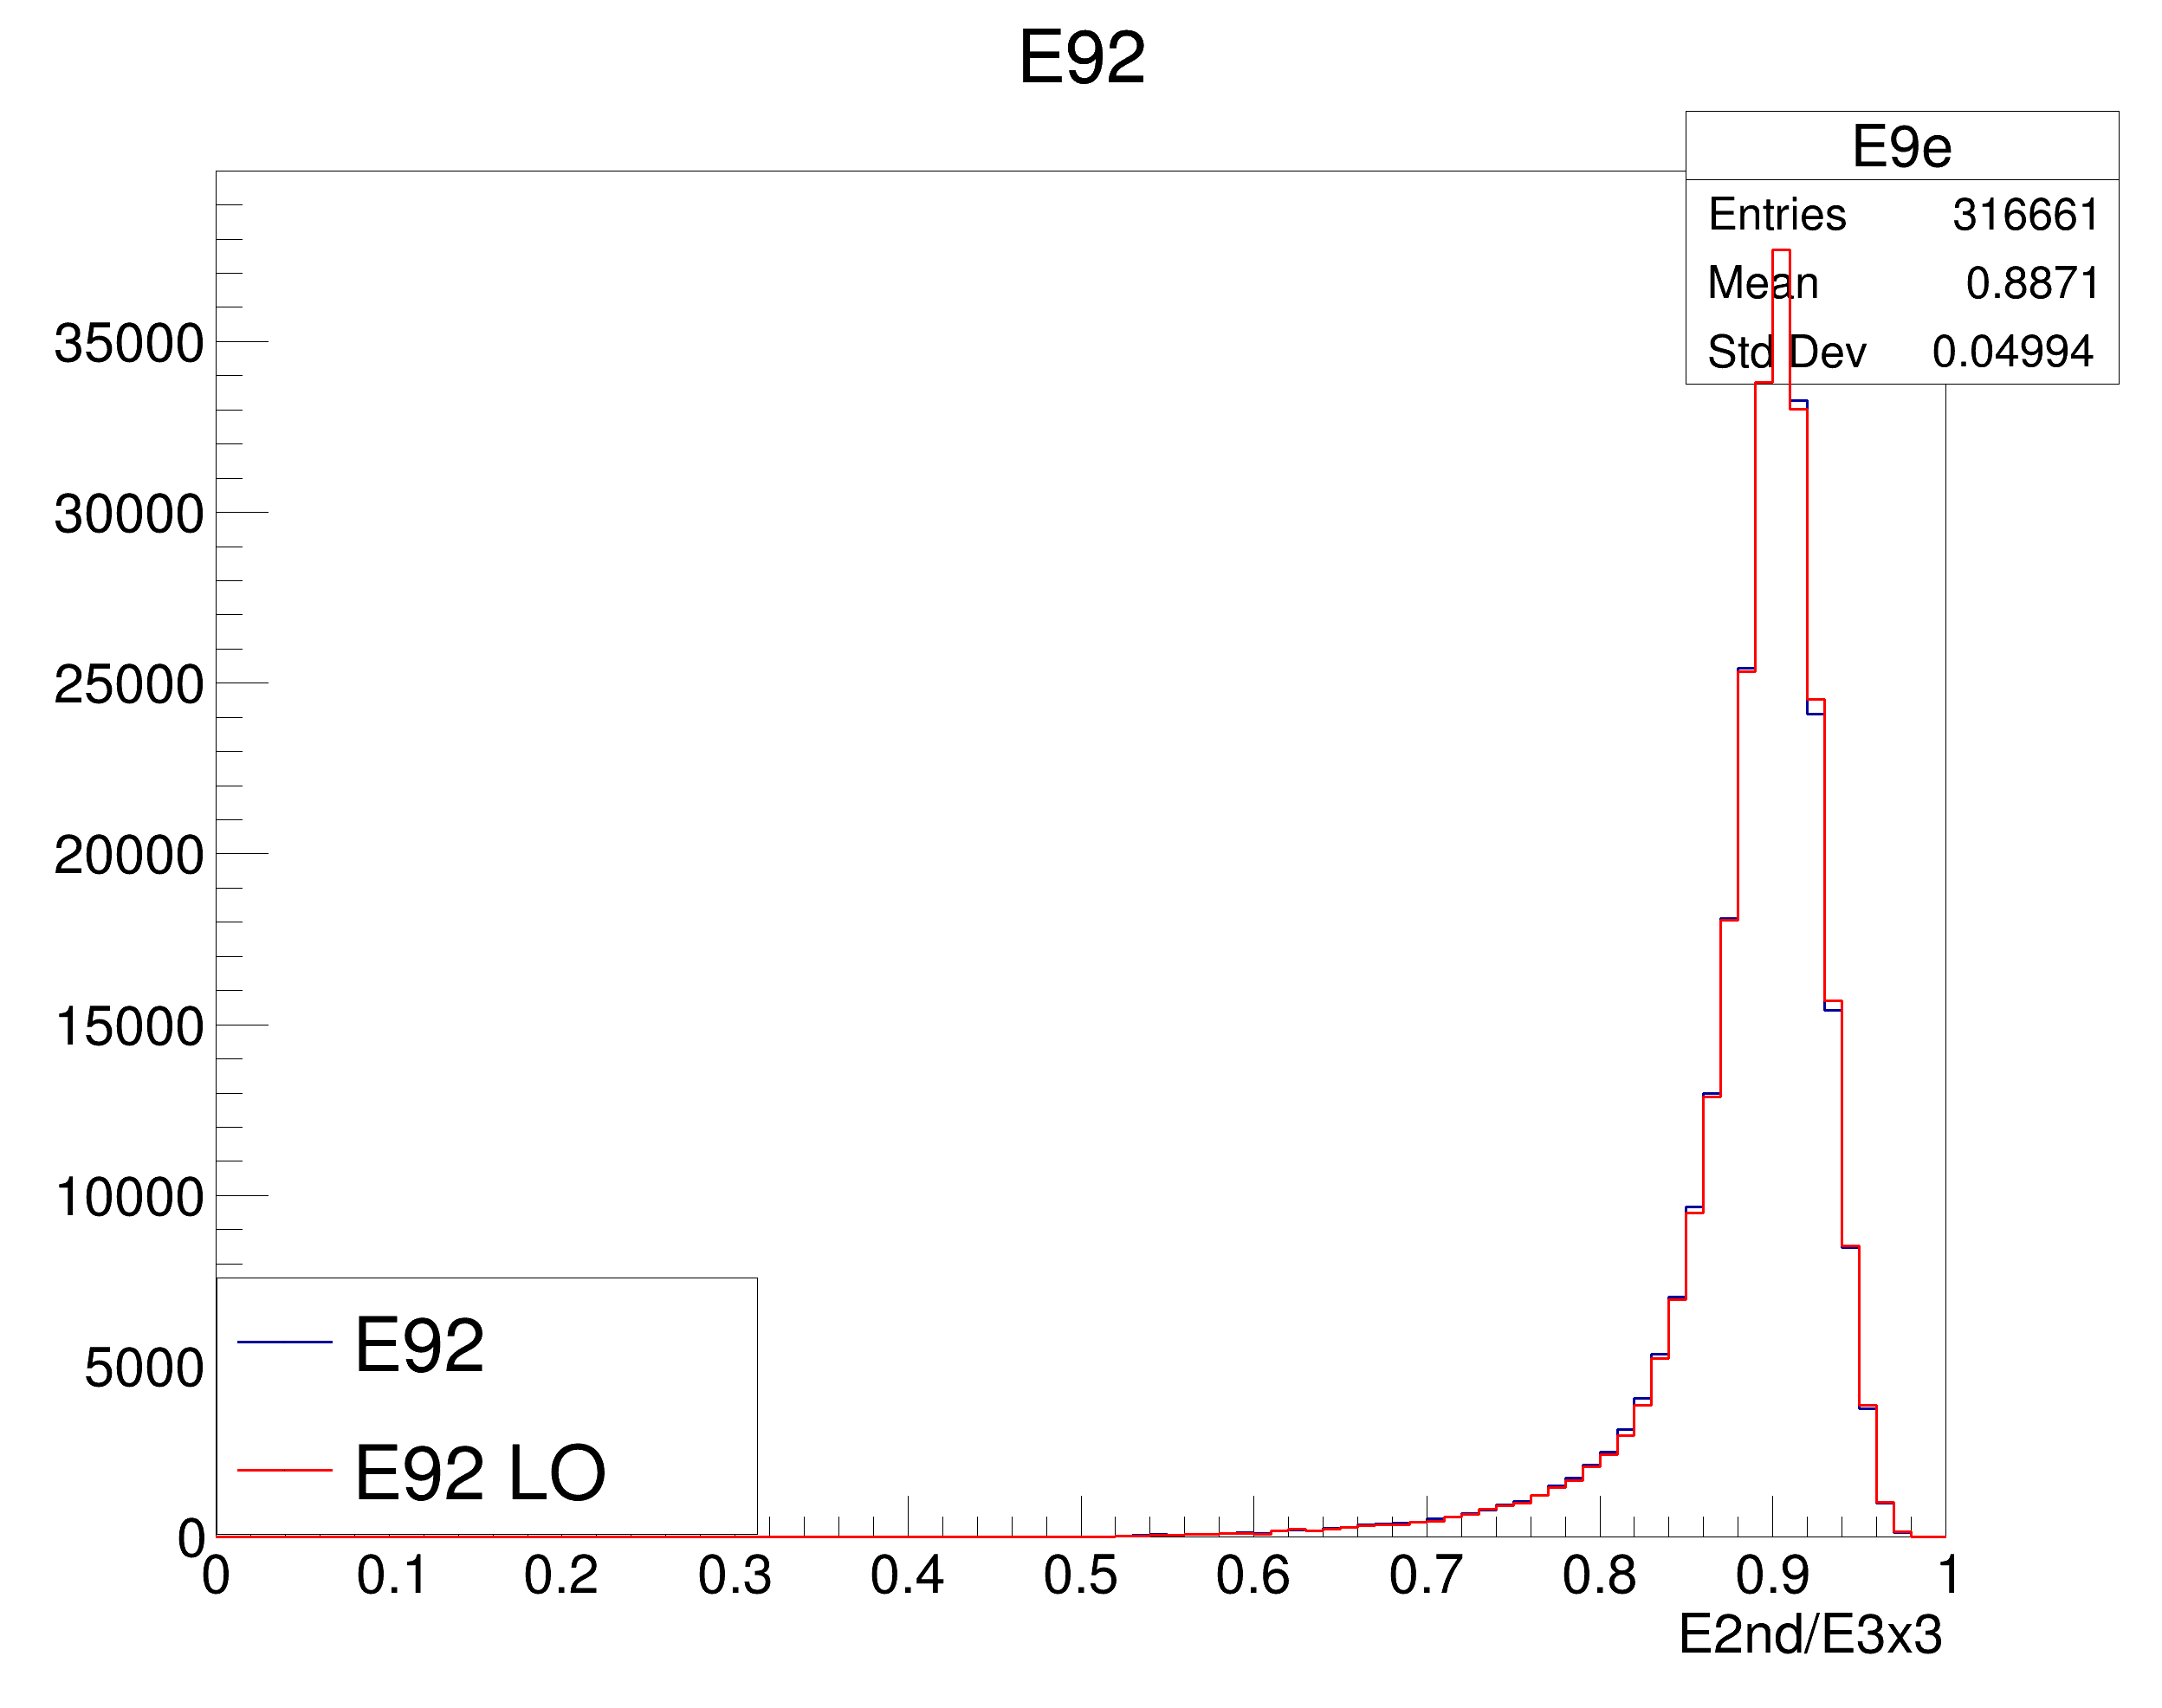 E92
E9e
Entries 316661
Mean 0.8871
Std Dev 0.04994
35000
30000
25000
20000
15000
10000
5000
0
E92
E92 LO
0 0.1 0.2 0.3 0.4 0.5 0.6 0.7 0.8 0.9 1
E2nd/E3x3